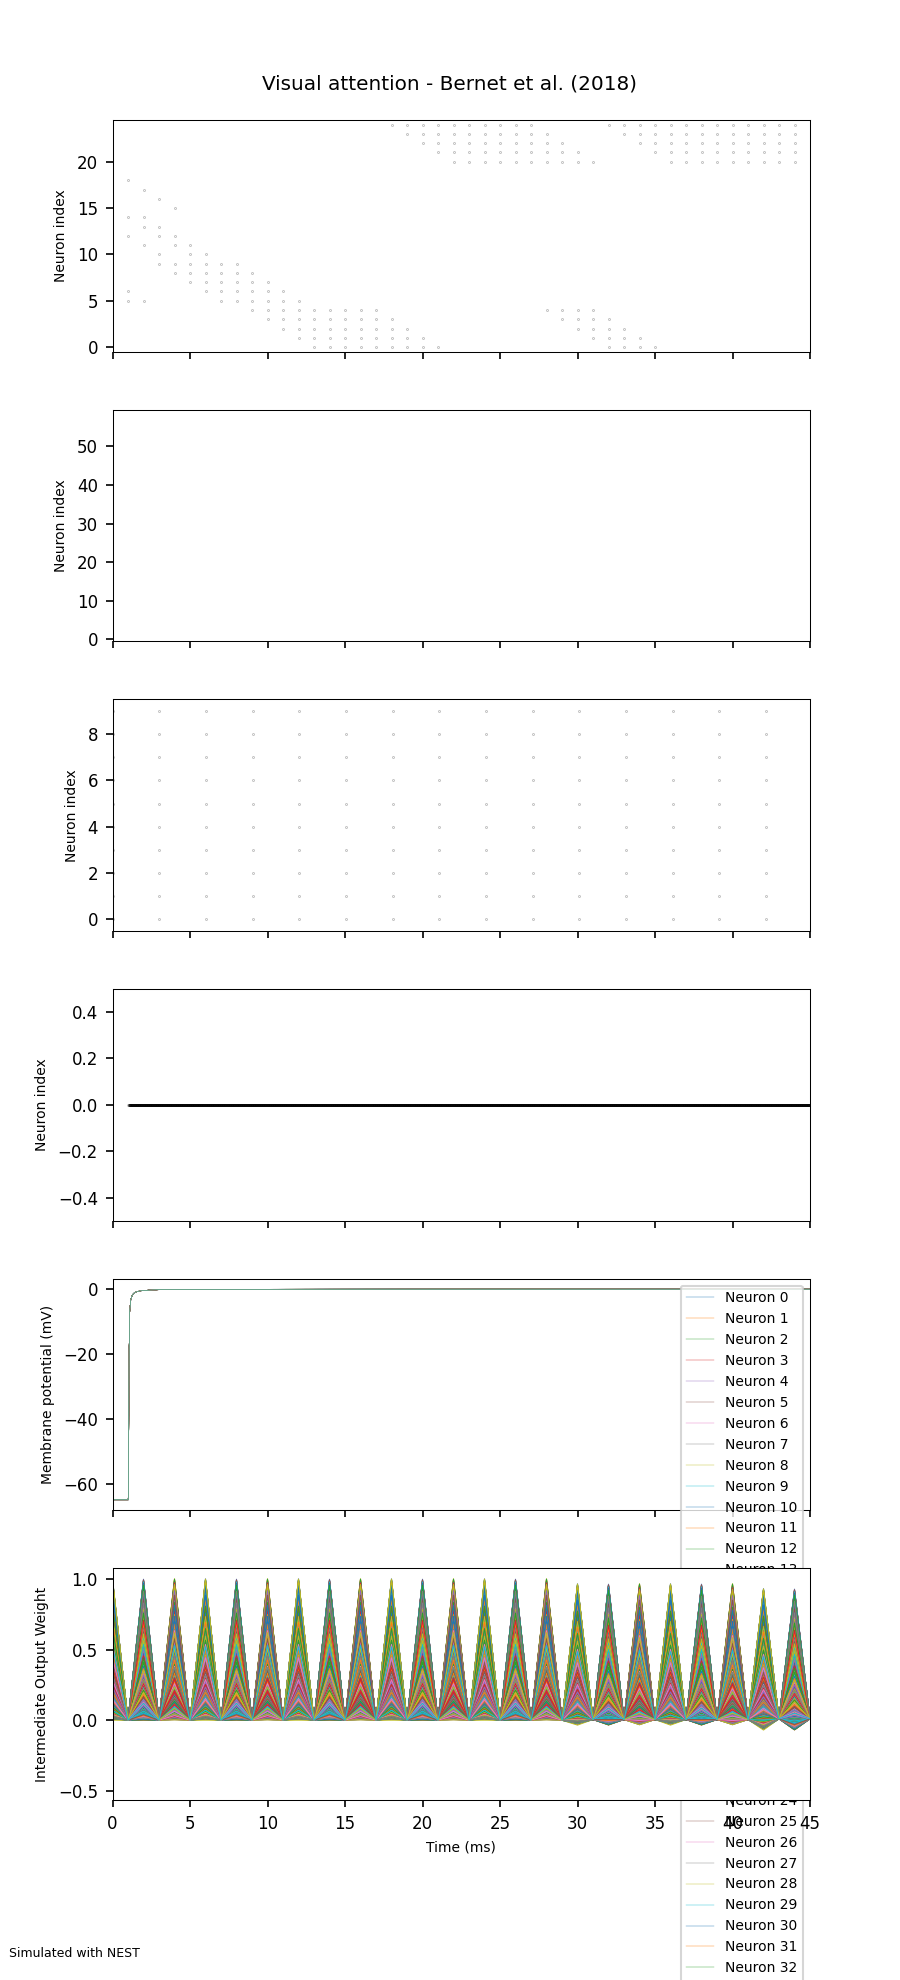 Visual attention - Bernet et al. (2018)
20
15
10
5
0
Neuron index
50
40
30
20
10
0
Neuron index
8
6
4
2
0
Neuron index
0.4
0.2
0.0
−0.2
−0.4
Neuron index
0
−20
−40
−60
Membrane potential (mV)
Neuron 0
Neuron 1
Neuron 2
Neuron 3
Neuron 4
Neuron 5
Neuron 6
Neuron 7
Neuron 8
Neuron 9
Neuron 10
Neuron 11
Neuron 12
1.0
0.5
0.0
−0.5
Intermediate Output Weight
0 5 10 15 20 25 30 35 40 45
Time (ms)
Neuron 24
Neuron 25
Neuron 26
Neuron 27
Neuron 28
Neuron 29
Neuron 30
Neuron 31
Neuron 32
Simulated with NEST